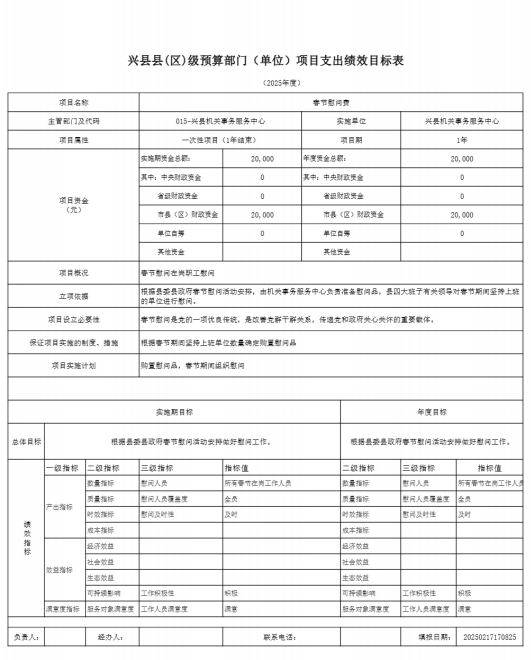 兴县县(区)级预算部门（单位）项目支出绩效目标表
（2025年度）
项目名称 春节慰问费
主管部门及代码 015-兴县机关事务服务中心 实施单位 兴县机关事务服务中心
项目属性 一次性项目（1年结束） 项目期 1年
项目资金（元） 实施期资金总额： 20,000 年度资金总额： 20,000
其中：中央财政资金 0 其中：中央财政资金 0
省级财政资金 0 省级财政资金 0
市县（区）财政资金 20,000 市县（区）财政资金 20,000
单位自筹 0 单位自筹 0
其他资金 其他资金
项目概况 春节慰问在岗职工慰问
立项依据 根据县委县政府春节慰问活动安排，由机关事务服务中心负责准备慰问品，县四大班子有关领导对春节期间坚持上班的单位进行慰问。
项目设立必要性 春节慰问是党的一项优良传统，是改善党群干群关系，传递党和政府关心关怀的重要载体。
保证项目实施的制度、措施 根据春节期间坚持上班单位数量确定购置慰问品
项目实施计划 购置慰问品，春节期间组织慰问
实施期目标 年度目标
总体目标 根据县委县政府春节慰问活动安排做好慰问工作。 根据县委县政府春节慰问活动安排做好慰问工作。
绩效指标 一级指标 二级指标 三级指标 指标值 二级指标 三级指标 指标值
产出指标 数量指标 慰问人员 所有春节在岗工作人员 数量指标 慰问人员 所有春节在岗工作人员
质量指标 慰问人员覆盖度 全员 质量指标 慰问人员覆盖度 全员
时效指标 慰问及时性 及时 时效指标 慰问及时性 及时
成本指标 成本指标
效益指标 经济效益 经济效益
社会效益 社会效益
生态效益 生态效益
可持续影响 工作积极性 积极 可持续影响 工作积极性 积极
满意度指标 服务对象满意度 工作人员满意度 满意 服务对象满意度 工作人员满意度 满意
负责人： 经办人： 联系电话： 填报日期： 20250217170825